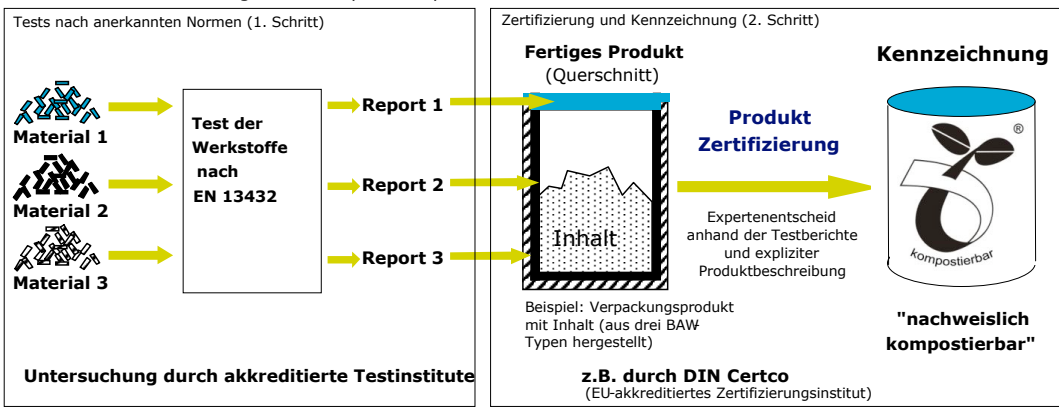 Tests nach anerkannten Normen (1. Schritt)
Material 1
Material 2
Material 3
Test der
Werkstoffe
nach
EN 13432
Report 1
Report 2
Report 3
Untersuchung durch akkreditierte Testinstitute
Zertifizierung und Kennzeichnung (2. Schritt)
Fertiges Produkt
(Querschnitt)
Inhalt
Beispiel: Verpackungsprodukt
mit Inhalt (aus drei BAW-
Typen hergestellt)
Produkt
Zertifizierung
Expertenentscheid
anhand der Testberichte
und expliziter
Produktbeschreibung
Kennzeichnung
®
kompostierbar
"nachweislich
kompostierbar"
z.B. durch DIN Certco
(EU-akkreditiertes Zertifizierungsinstitut)